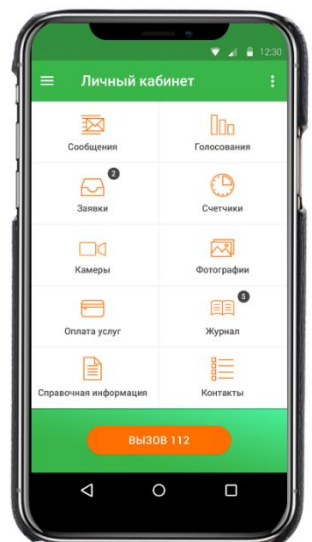 12:30
Личный кабинет
Сообщения
Голосования
2
Заявки
Счетчики
Камеры
Фотографии
Оплата услуг
5
Журнал
Справочная информация
Контакты
ВЫЗОВ 112